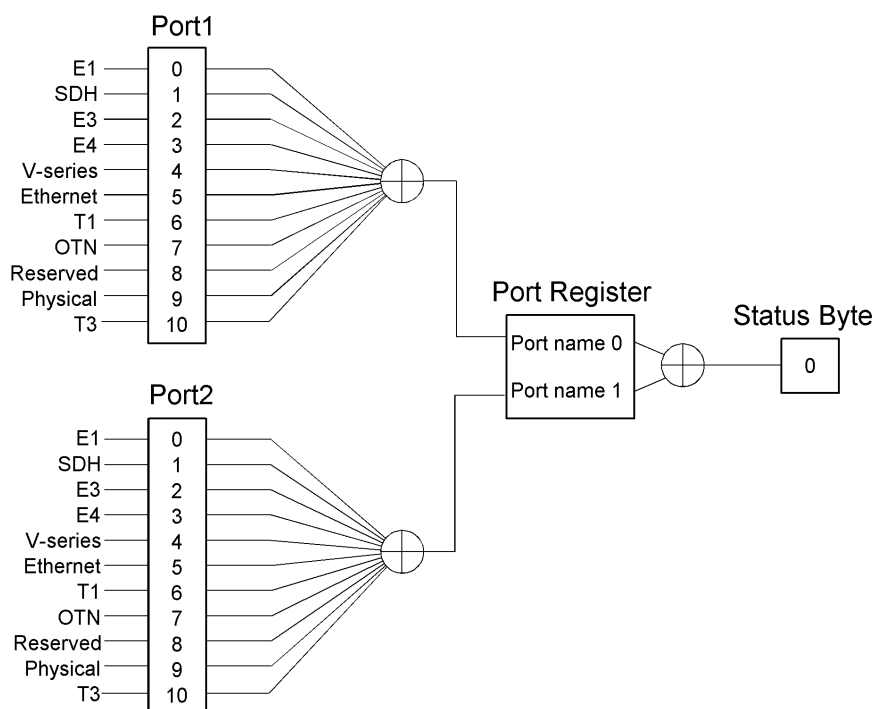 Port1
E1 0
SDH 1
E3 2
E4 3
V-series 4
Ethernet 5
T1 6
OTN 7
Reserved 8
Physical 9
T3 10
Port Register
Port name 0
Port name 1
Status Byte
0
Port2
E1 0
SDH 1
E3 2
E4 3
V-series 4
Ethernet 5
T1 6
OTN 7
Reserved 8
Physical 9
T3 10